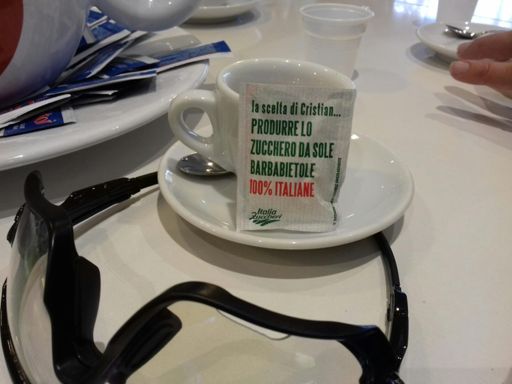 la scelta di Cristian...
PRODURRE LO
ZUCCHERO DA SOLE
BARBABIETOLE
100% ITALIANE
Italia
Zuccheri